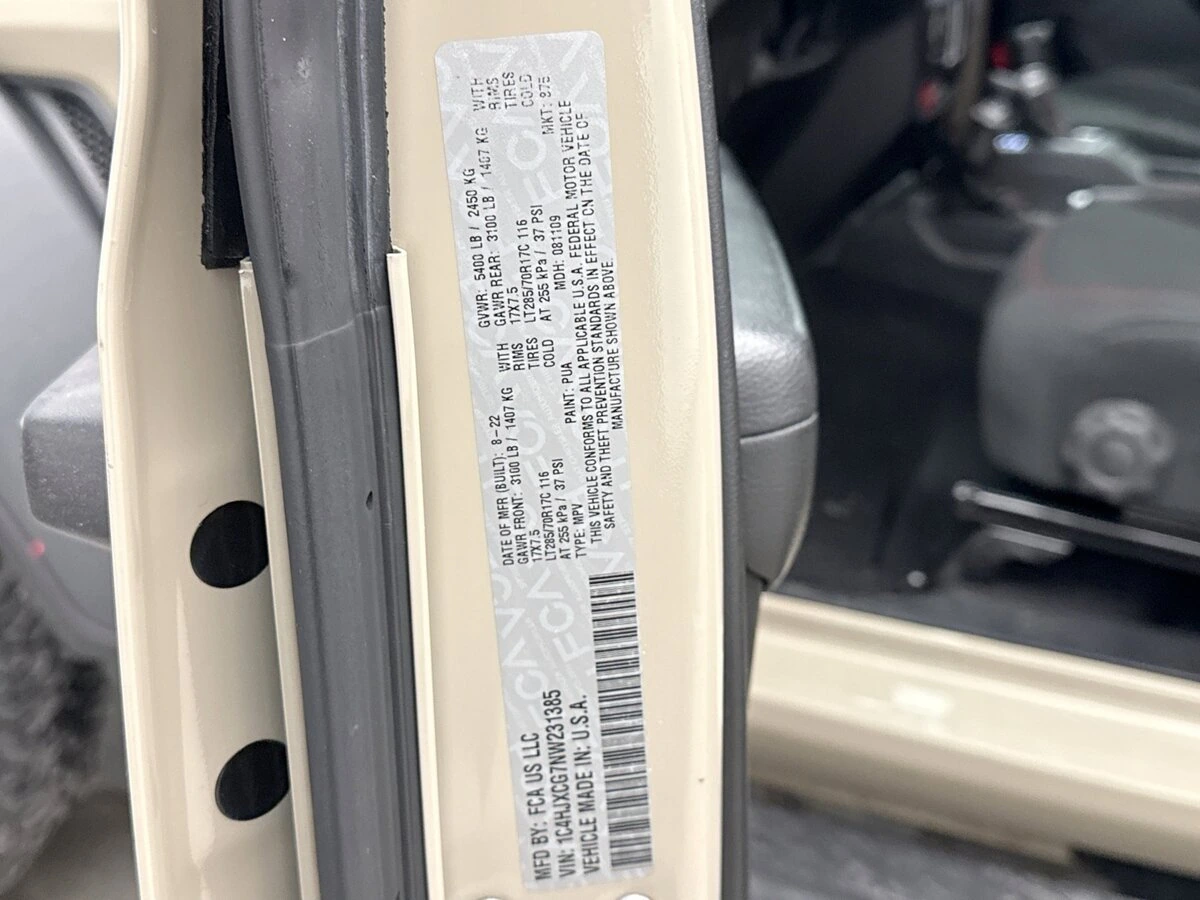 MFD BY: FCA US LLC
VIN: 1C4HJXCG7NW231385
VEHICLE MADE IN: U.S.A.
DATE OF MFR (BUILT): 8-22 GVWR: 5400 LB / 2450 KG
GAWR FRONT: 3100 LB / 1407 KG WITH GAWR REAR: 3100 LB / 1407 KG WITH
17X7.5 RIMS 17X7.5 RIMS
LT285/70R17C 116 TIRES LT285/70R17C 116 TIRES
AT 255 kPa / 37 PSI COLD AT 255 kPa / 37 PSI COLD
TYPE: MPV PAINT: PUA MDH: 081109 MKT: 975
THIS VEHICLE CONFORMS TO ALL APPLICABLE U.S.A. FEDERAL MOTOR VEHICLE
SAFETY AND THEFT PREVENTION STANDARDS IN EFFECT ON THE DATE OF
MANUFACTURE SHOWN ABOVE.